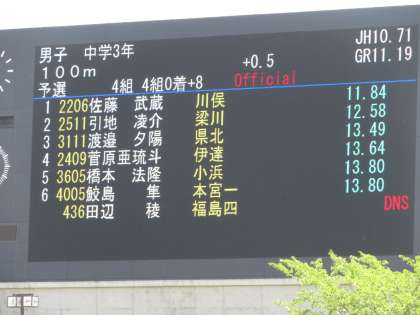 男子 中学3年 JH10.71
100m +0.5 GR11.19
予選 4組 4組0着+8 Official
1 2206佐藤 武蔵 川俣 11.84
2 2511引地 凌介 梁川 12.58
3 3111渡邉 夕陽 県北 13.49
4 2409菅原亜琉斗 伊達 13.64
5 3605橋本 法隆 小浜 13.80
6 4005鮫島 隼 本宮一 13.80
436田辺 稜 福島四 DNS